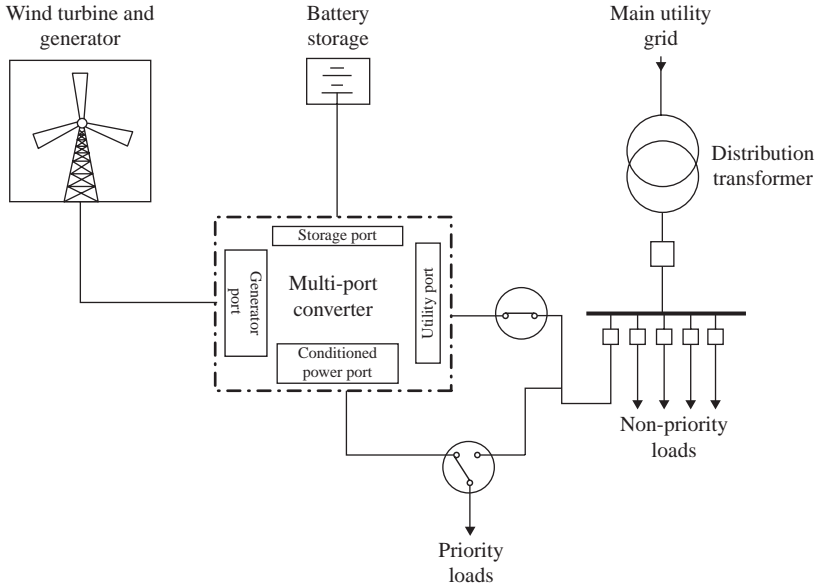 Wind turbine and
generator
Battery
storage
Main utility
grid
Distribution
transformer
Storage port
Generator
port
Multi-port
converter
Utility port
Conditioned
power port
Non-priority
loads
Priority
loads